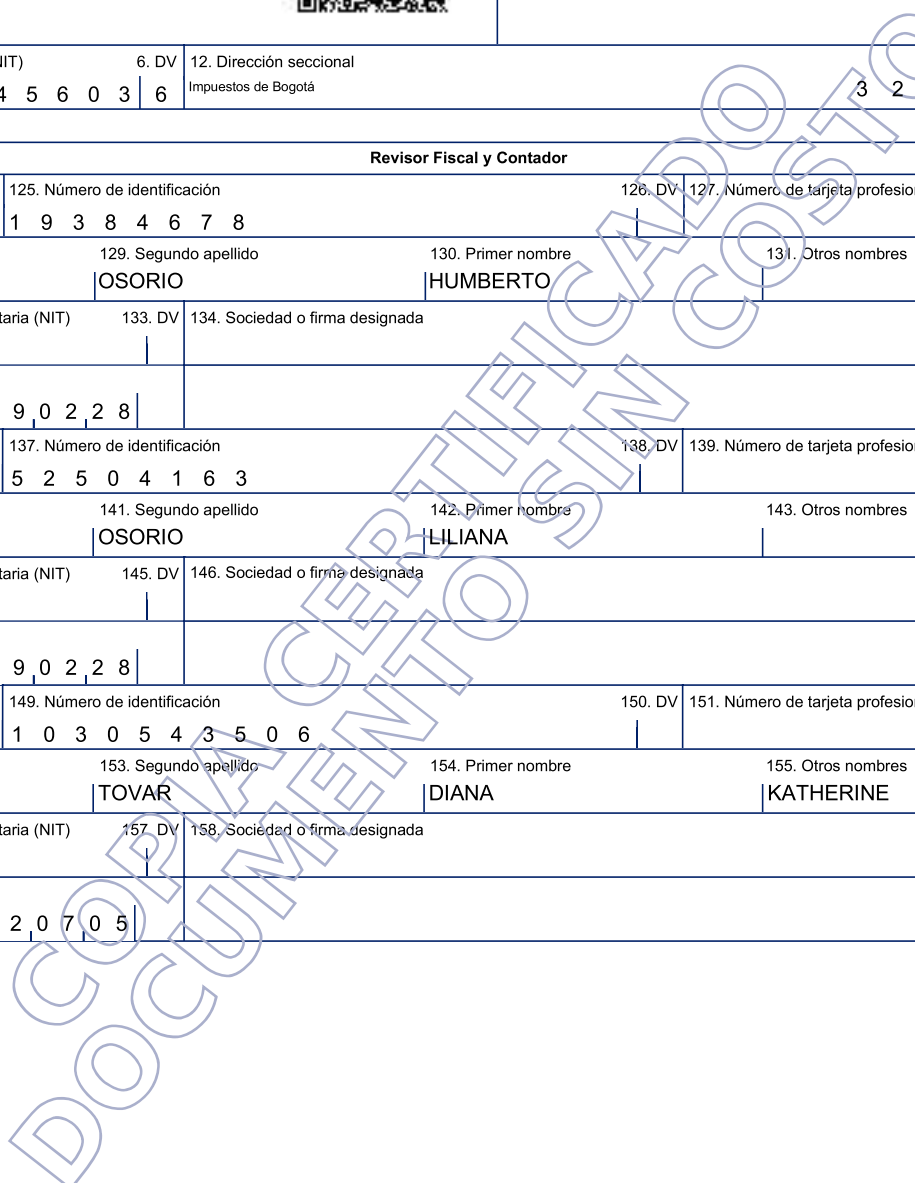 NIT) 6. DV 12. Dirección seccional
4 5 6 0 3 6 Impuestos de Bogotá 3 2
Revisor Fiscal y Contador
125. Número de identificación 126. DV 127. Número de tarjeta profesio
1 9 3 8 4 6 7 8
129. Segundo apellido 130. Primer nombre 131. Otros nombres
OSORIO HUMBERTO
taria (NIT) 133. DV 134. Sociedad o firma designada
9 0 2 2 8
137. Número de identificación 138. DV 139. Número de tarjeta profesio
5 2 5 0 4 1 6 3
141. Segundo apellido 142. Primer nombre 143. Otros nombres
OSORIO LILIANA
taria (NIT) 145. DV 146. Sociedad o firma designada
9 0 2 2 8
149. Número de identificación 150. DV 151. Número de tarjeta profesio
1 0 3 0 5 4 3 5 0 6
153. Segundo apellido 154. Primer nombre 155. Otros nombres
TOVAR DIANA KATHERINE
taria (NIT) 157. DV 158. Sociedad o firma designada
2 0 7 0 5
COPIA CERTIFICADO
DOCUMENTO SIN COSTO